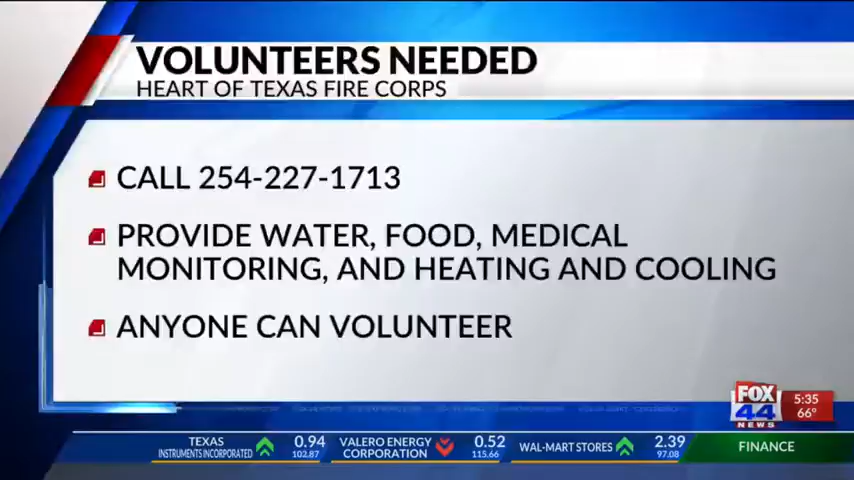 VOLUNTEERS NEEDED
HEART OF TEXAS FIRE CORPS
CALL 254-227-1713
PROVIDE WATER, FOOD, MEDICAL
MONITORING, AND HEATING AND COOLING
ANYONE CAN VOLUNTEER
FOX
44
NEWS
5:35
66°
TEXAS
INSTRUMENTS INCORPORATED
0.94
102.87
VALERO ENERGY
CORPORATION
0.52
115.66
WAL-MART STORES
2.39
97.08
FINANCE